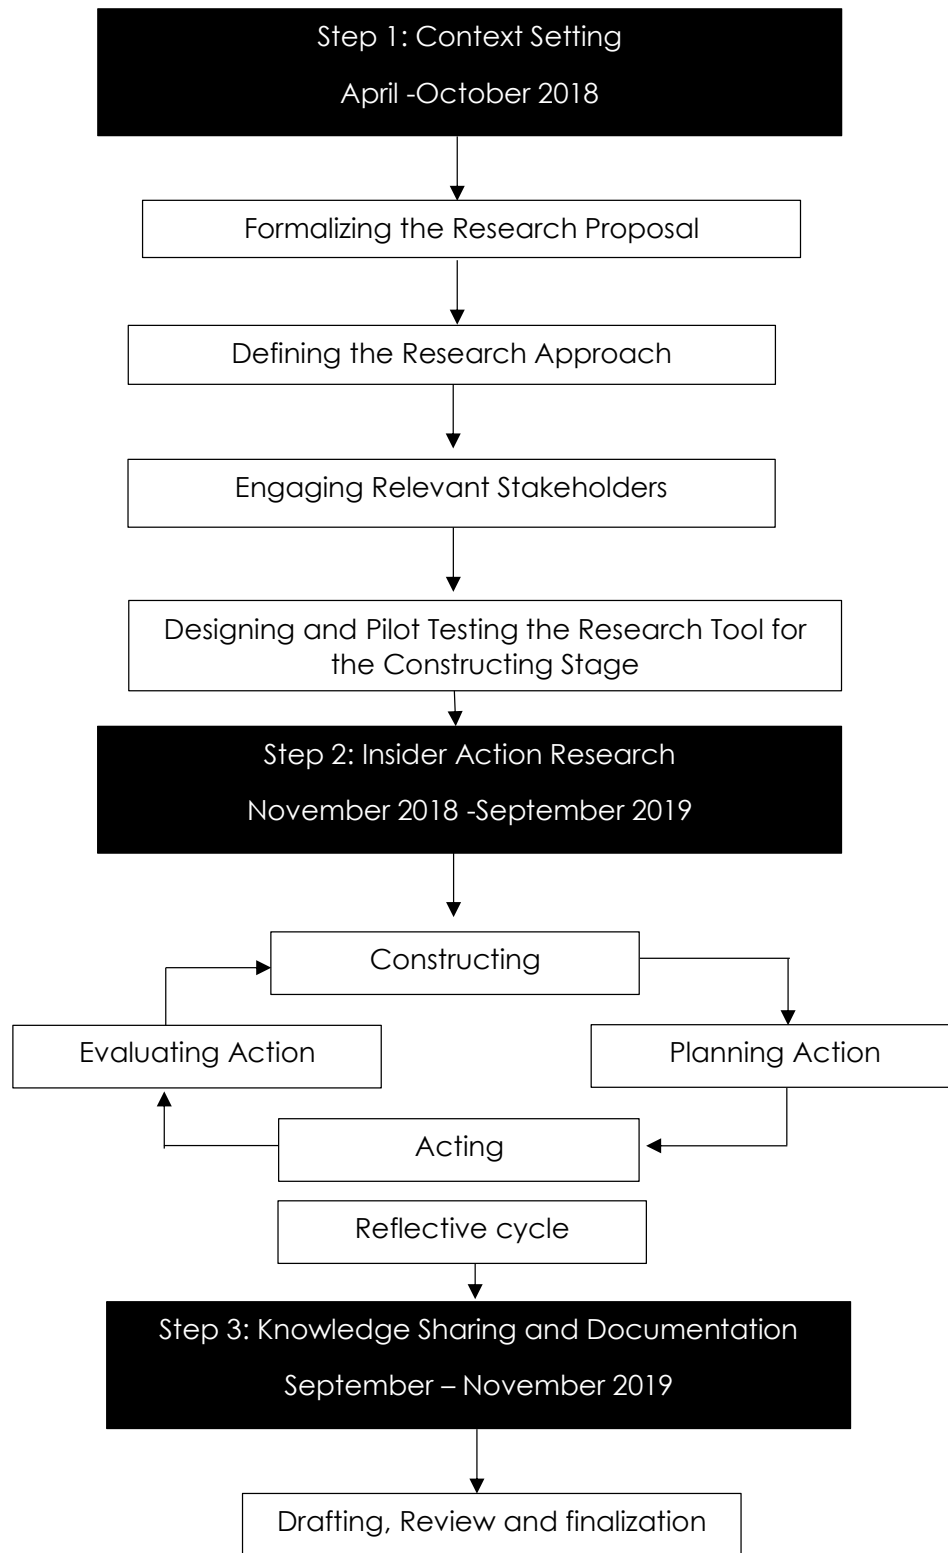 Step 1: Context Setting
April -October 2018
Formalizing the Research Proposal
Defining the Research Approach
Engaging Relevant Stakeholders
Designing and Pilot Testing the Research Tool for
the Constructing Stage
Step 2: Insider Action Research
November 2018 -September 2019
Constructing
Evaluating Action
Planning Action
Acting
Reflective cycle
Step 3: Knowledge Sharing and Documentation
September – November 2019
Drafting, Review and finalization